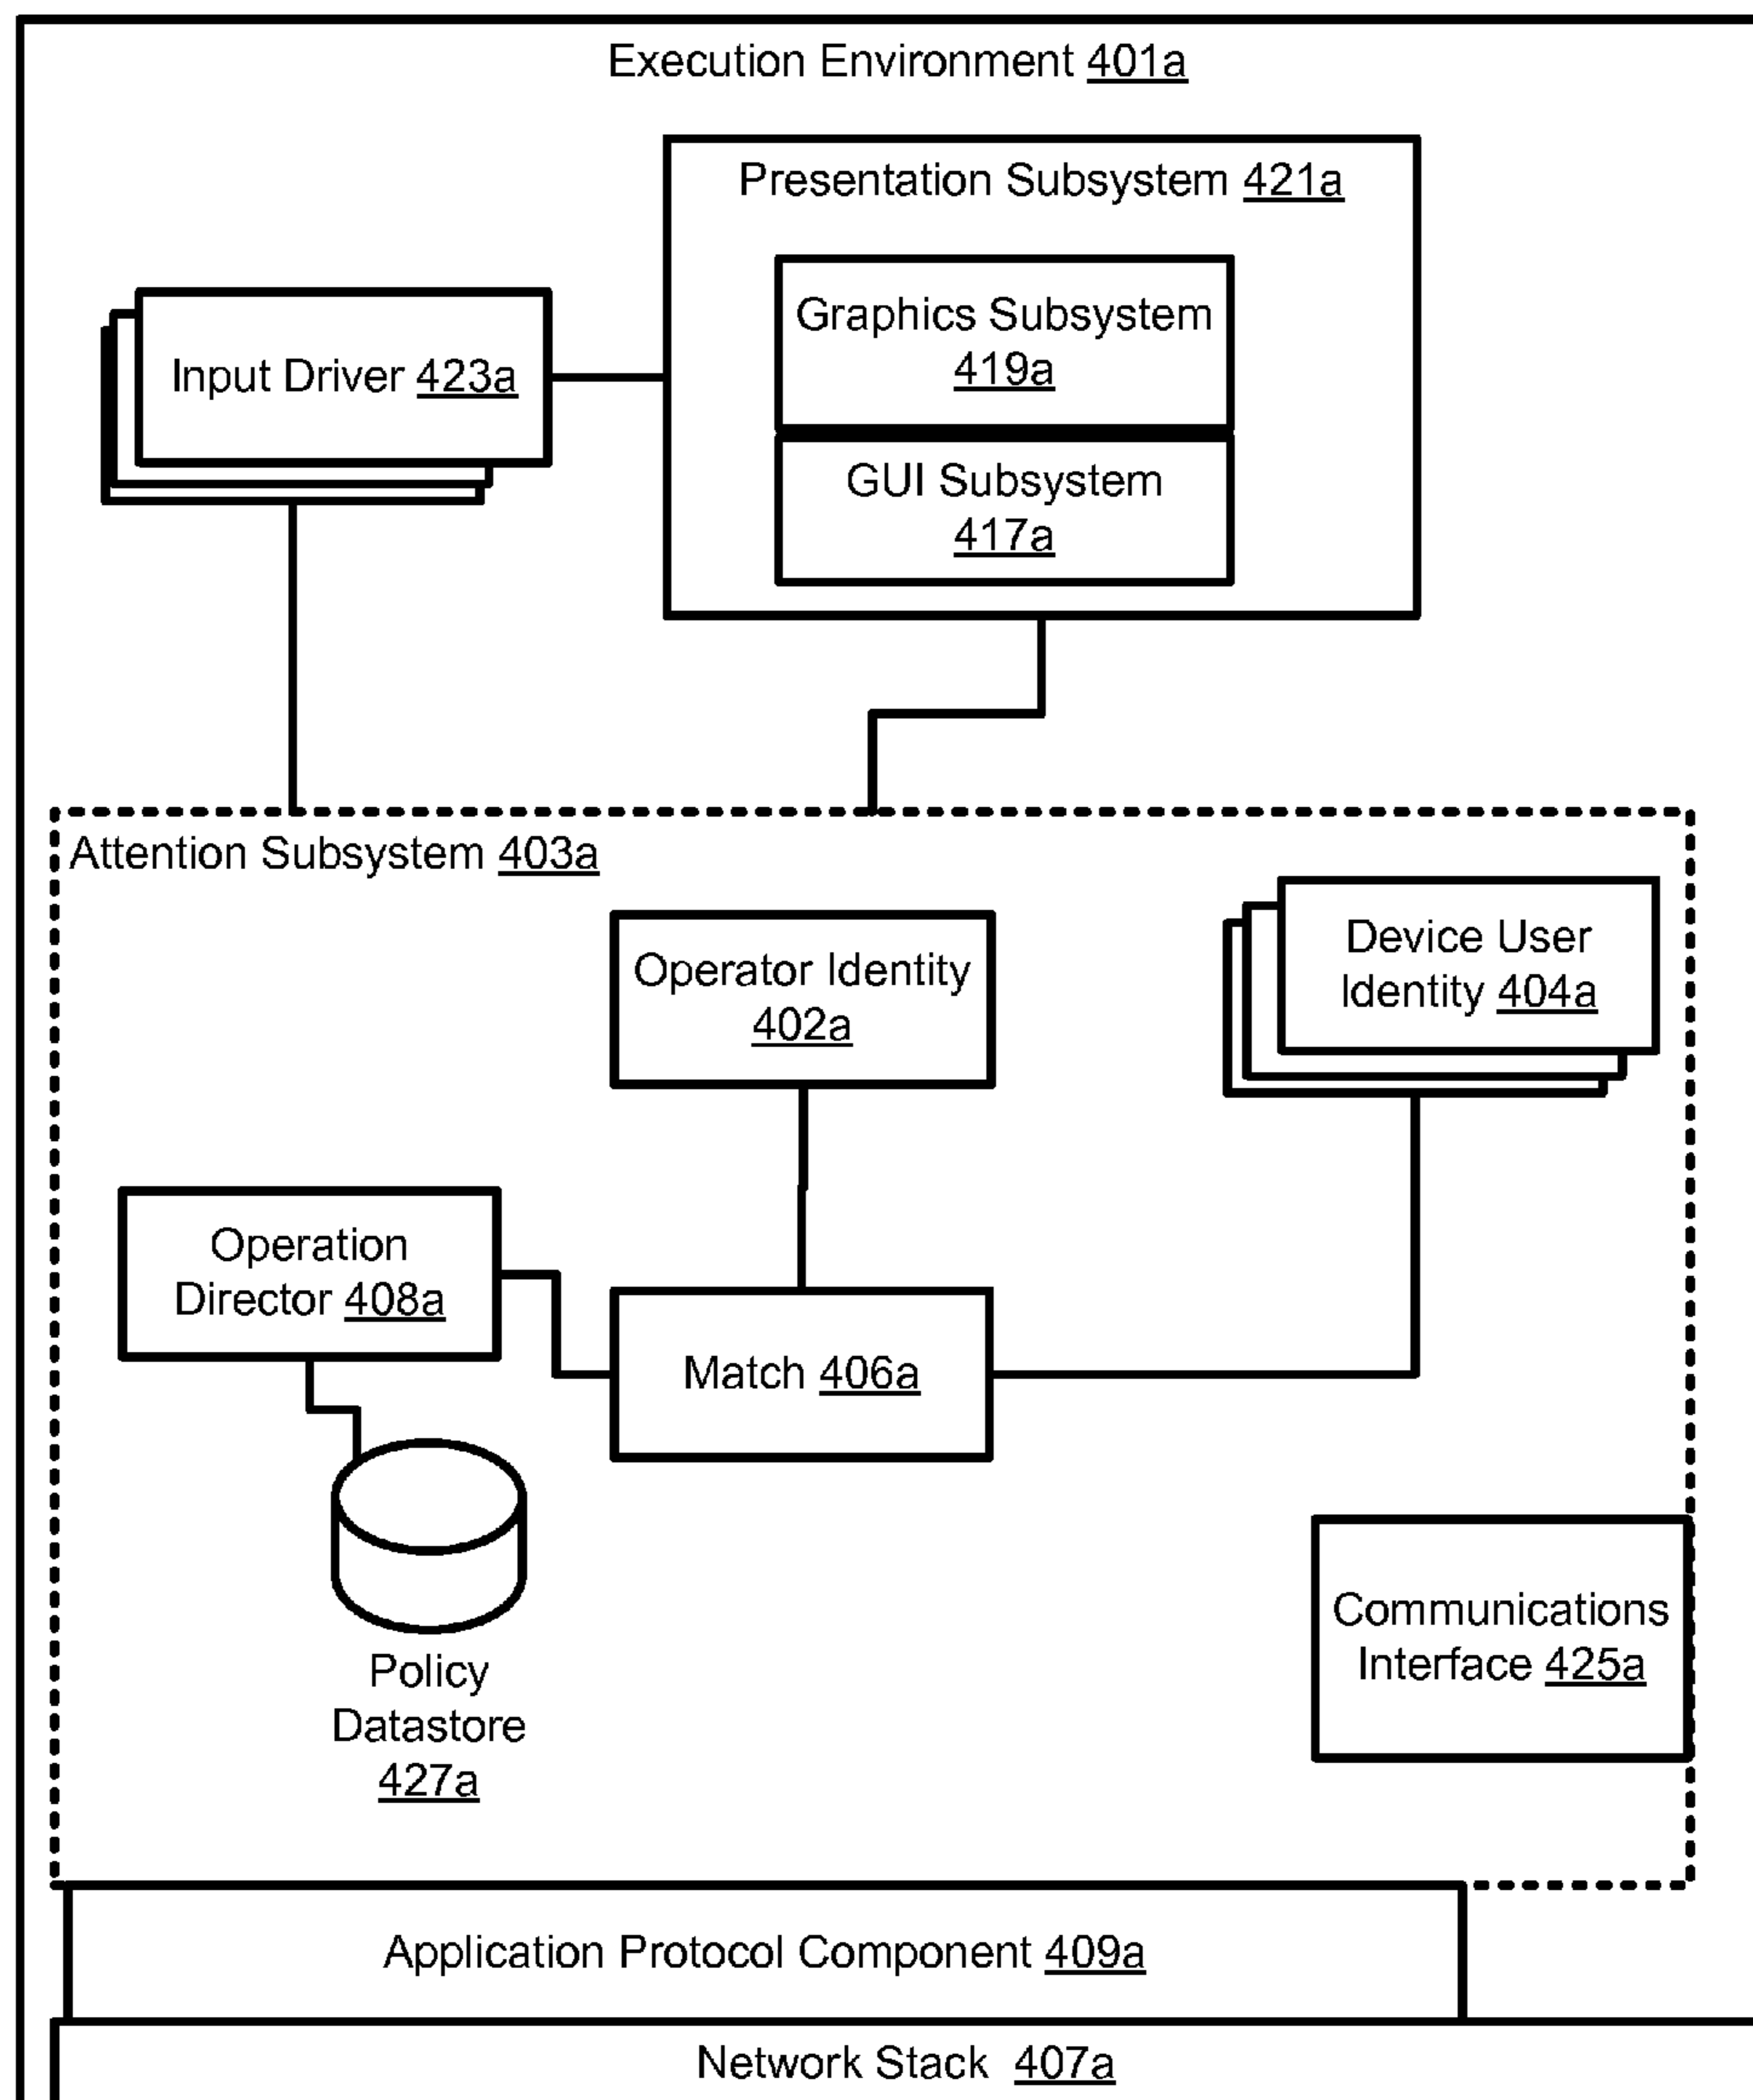 Execution Environment 401a
Presentation Subsystem 421a
Graphics Subsystem
419a
Input Driver 423a
GUI Subsystem
417a
Attention Subsystem 403a
Operator Identity
402a
Device User
Identity 404a
Operation
Director 408a
Match 406a
Policy
Datastore
427a
Communications
Interface 425a
Application Protocol Component 409a
Network Stack 407a